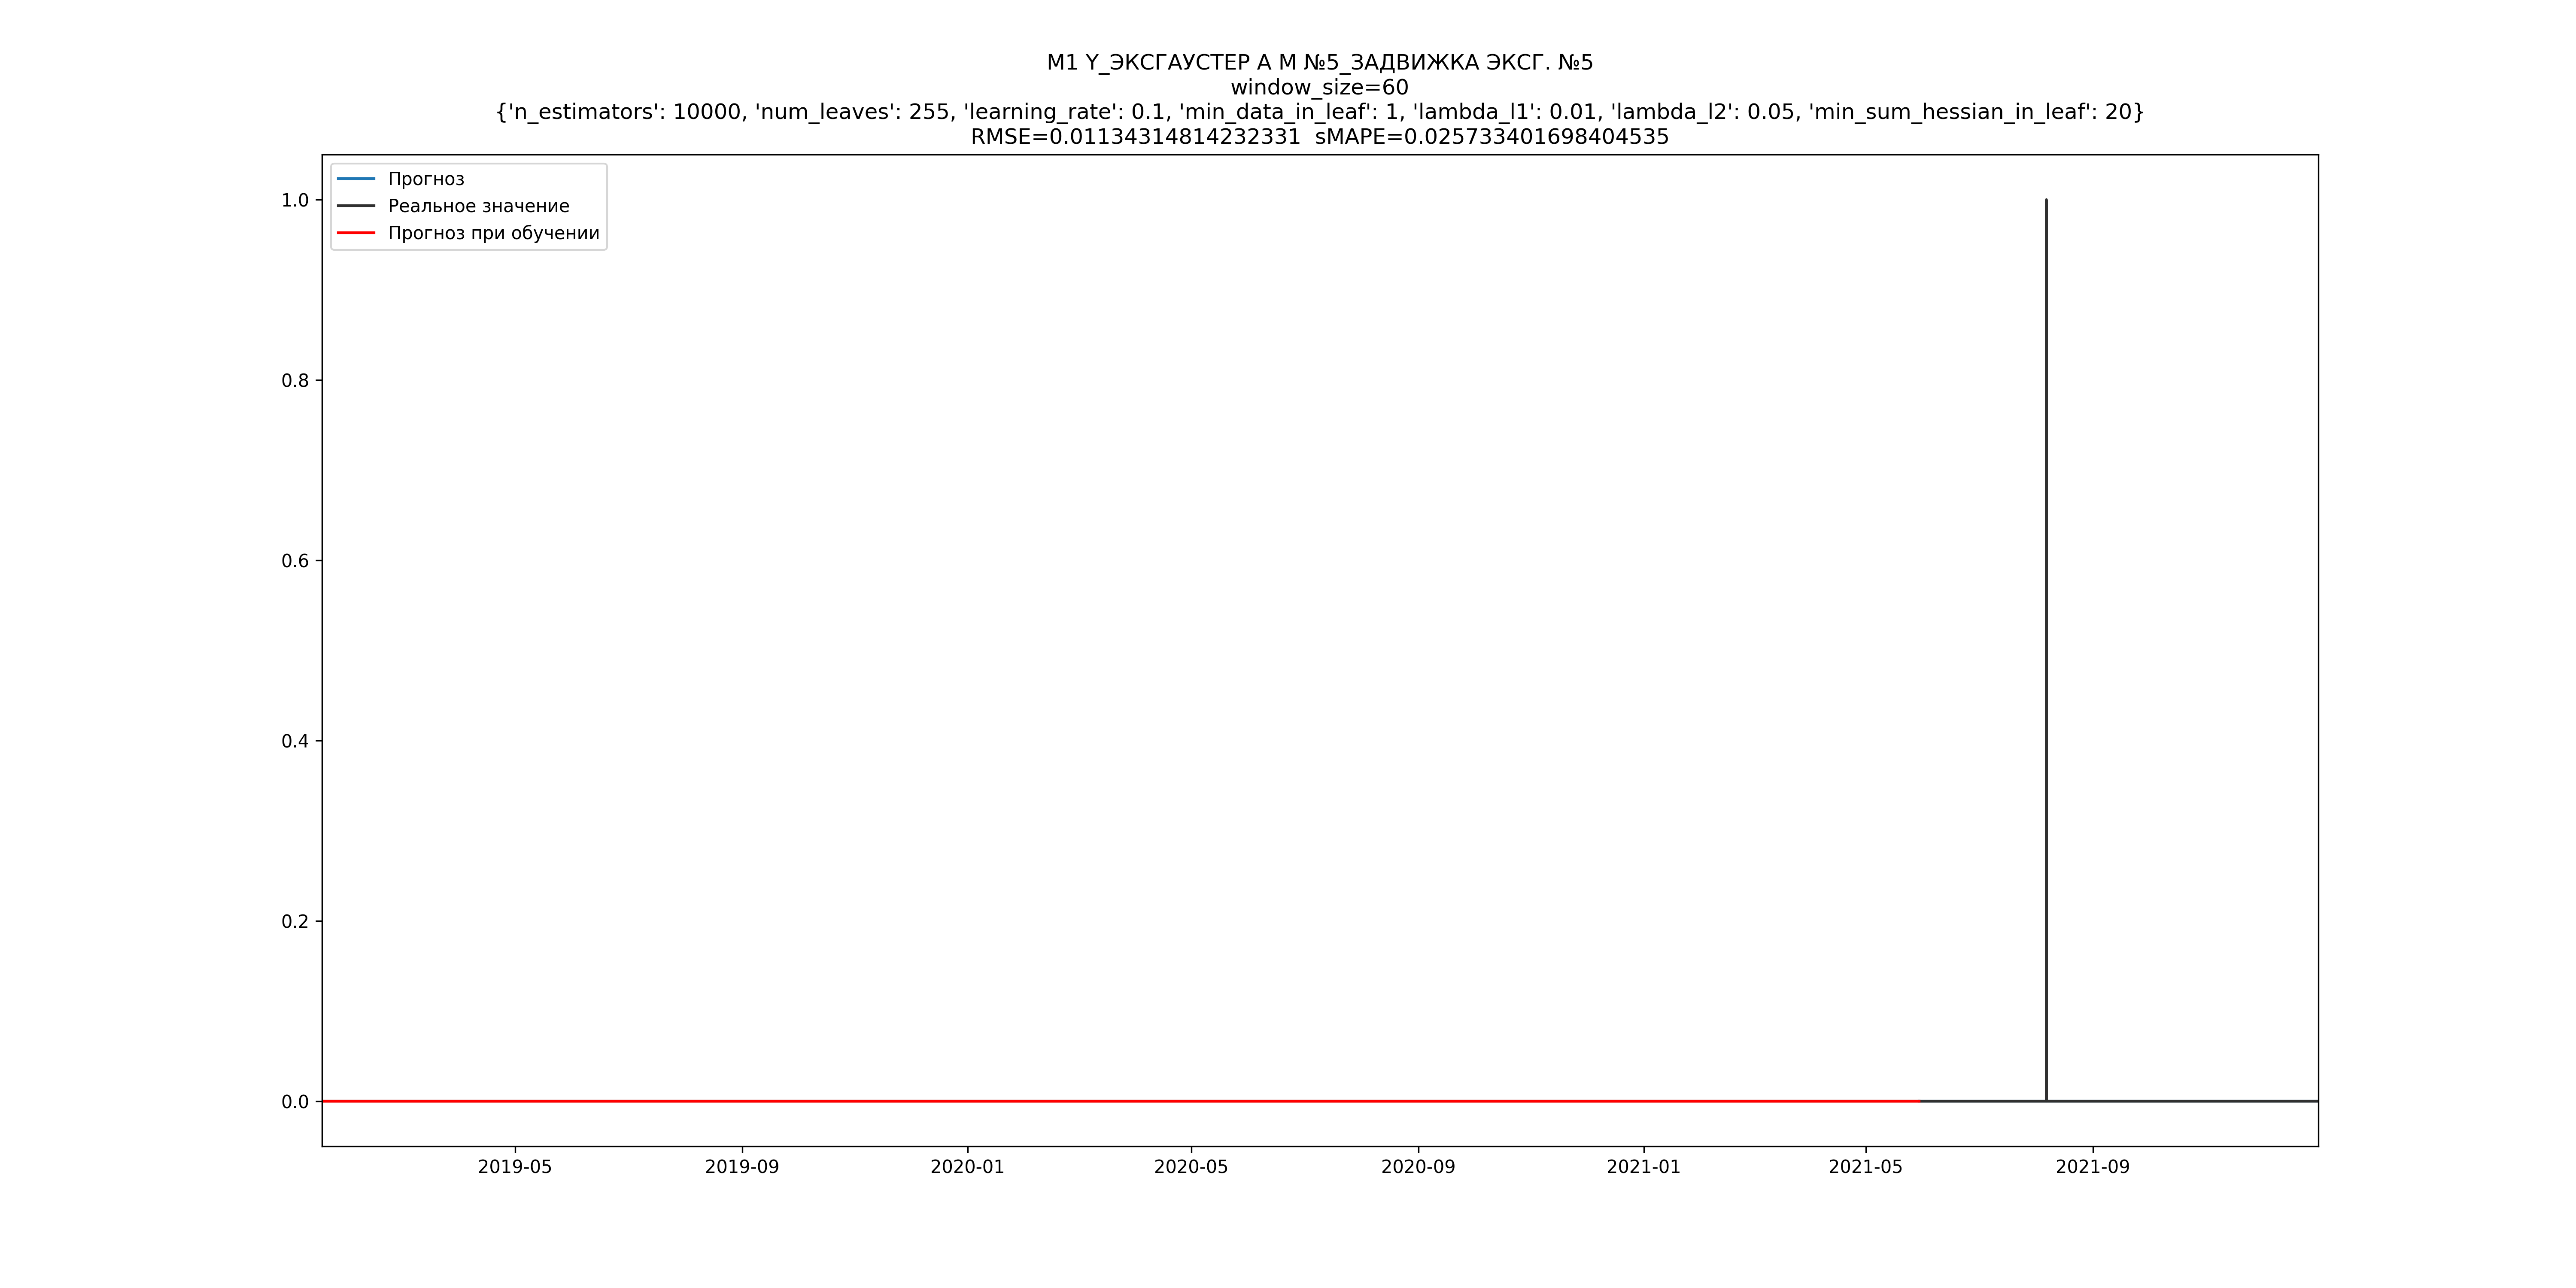 M1 Y_ЭКСГАУСТЕР А М №5_ЗАДВИЖКА ЭКСГ. №5
window_size=60
{'n_estimators': 10000, 'num_leaves': 255, 'learning_rate': 0.1, 'min_data_in_leaf': 1, 'lambda_l1': 0.01, 'lambda_l2': 0.05, 'min_sum_hessian_in_leaf': 20}
RMSE=0.01134314814232331  sMAPE=0.025733401698404535
Прогноз
Реальное значение
Прогноз при обучении
1.0
0.8
0.6
0.4
0.2
0.0
2019-05 2019-09 2020-01 2020-05 2020-09 2021-01 2021-05 2021-09